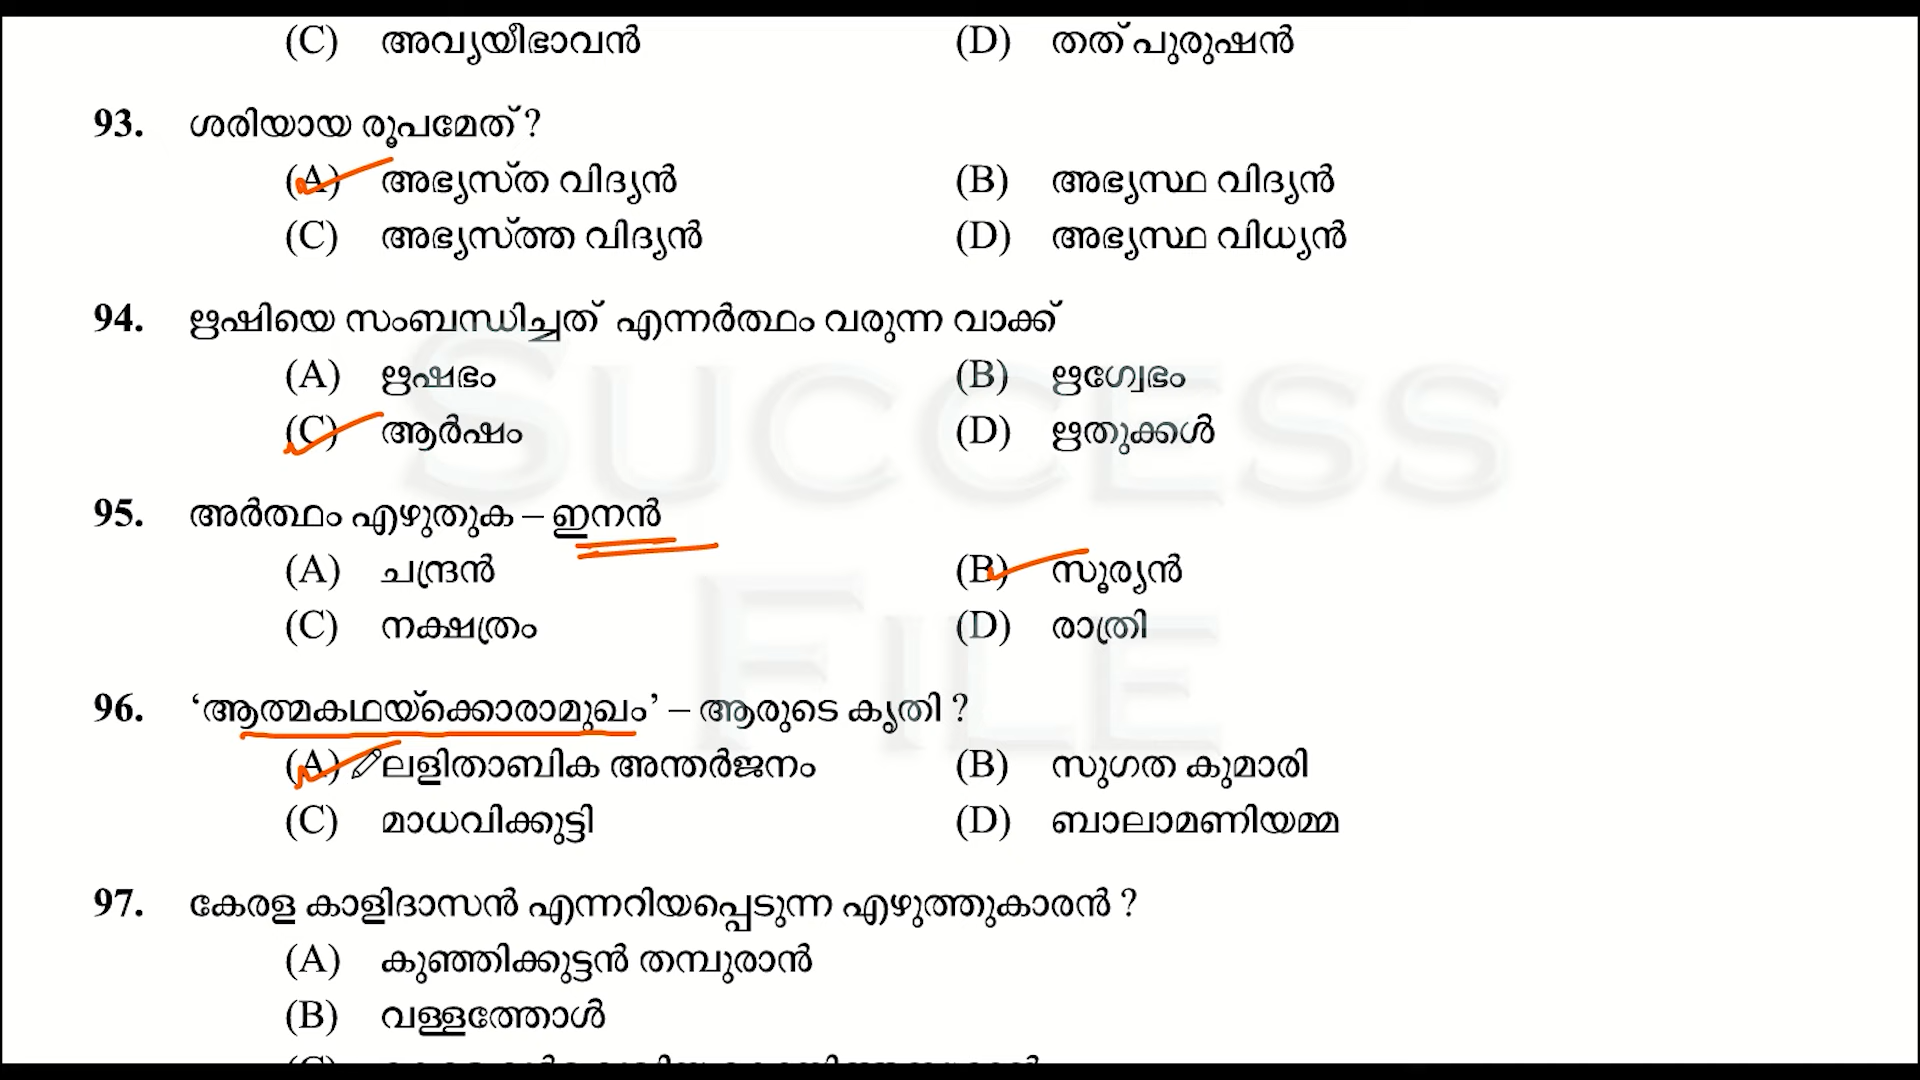 (C) അവ്യയീഭാവൻ (D) തത് പുരുഷൻ
93. ശരിയായ രൂപമേത് ?
(A) അഭ്യസ്ത വിദ്യൻ (B) അഭ്യസ്ഥ വിദ്യൻ
(C) അഭ്യസ്ത്ത വിദ്യൻ (D) അഭ്യസ്ഥ വിധ്യൻ
94. ഋഷിയെ സംബന്ധിച്ചത് എന്നർത്ഥം വരുന്ന വാക്ക്
(A) ഋഷഭം (B) ഋഗ്വേഭം
(C) ആർഷം (D) ഋതുക്കൾ
95. അർത്ഥം എഴുതുക – ഇനൻ
(A) ചന്ദ്രൻ (B) സൂര്യൻ
(C) നക്ഷത്രം (D) രാത്രി
96. ‘ആത്മകഥയ്ക്കൊരാമുഖം’ – ആരുടെ കൃതി ?
(A) ലളിതാബിക അന്തർജനം (B) സുഗത കുമാരി
(C) മാധവിക്കുട്ടി (D) ബാലാമണിയമ്മ
97. കേരള കാളിദാസൻ എന്നറിയപ്പെടുന്ന എഴുത്തുകാരൻ ?
(A) കുഞ്ഞിക്കുട്ടൻ തമ്പുരാൻ
(B) വള്ളത്തോൾ
SUCCESS
FILE